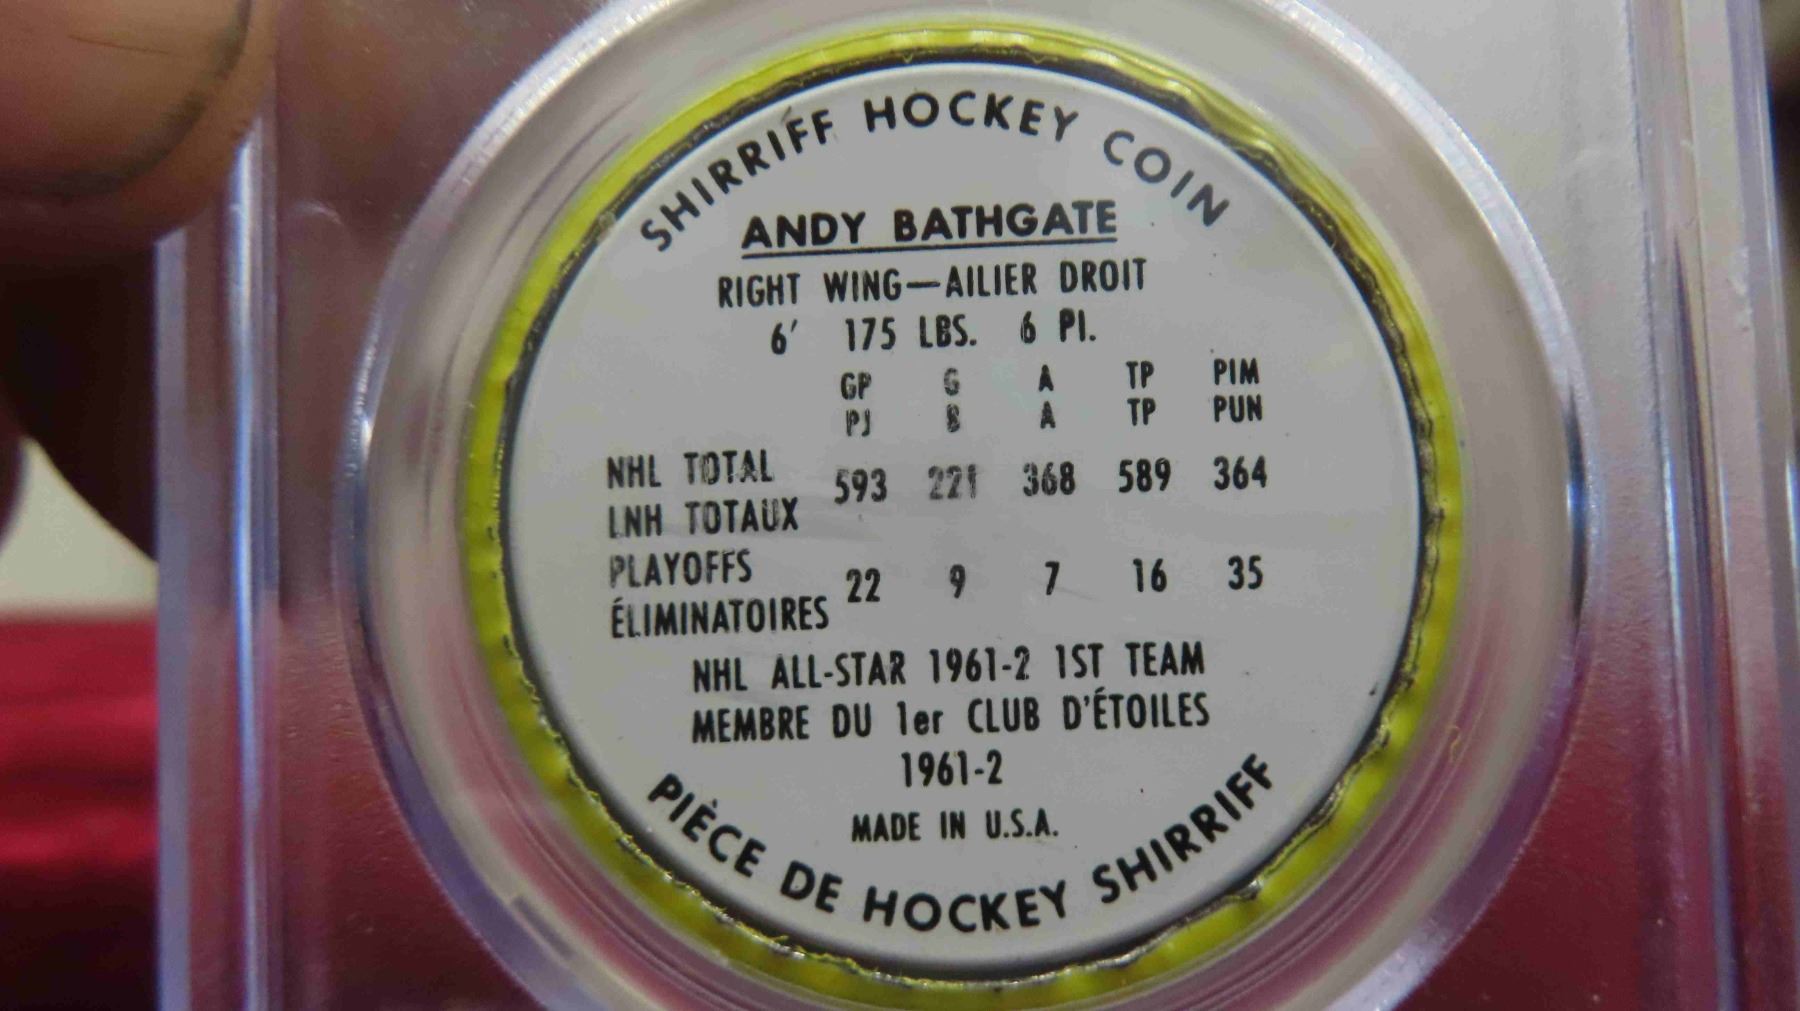 SHIRRIFF HOCKEY COIN
ANDY BATHGATE
RIGHT WING—AILIER DROIT
6' 175 LBS. 6 PI.
GP G A TP PIM
PJ B A TP PUN
NHL TOTAL
593 221 368 589 364
LNH TOTAUX
PLAYOFFS
22 9 7 16 35
ÉLIMINATOIRES
NHL ALL-STAR 1961-2 1ST TEAM
MEMBRE DU 1er CLUB D'ÉTOILES
1961-2
MADE IN U.S.A.
PIÈCE DE HOCKEY SHIRRIFF